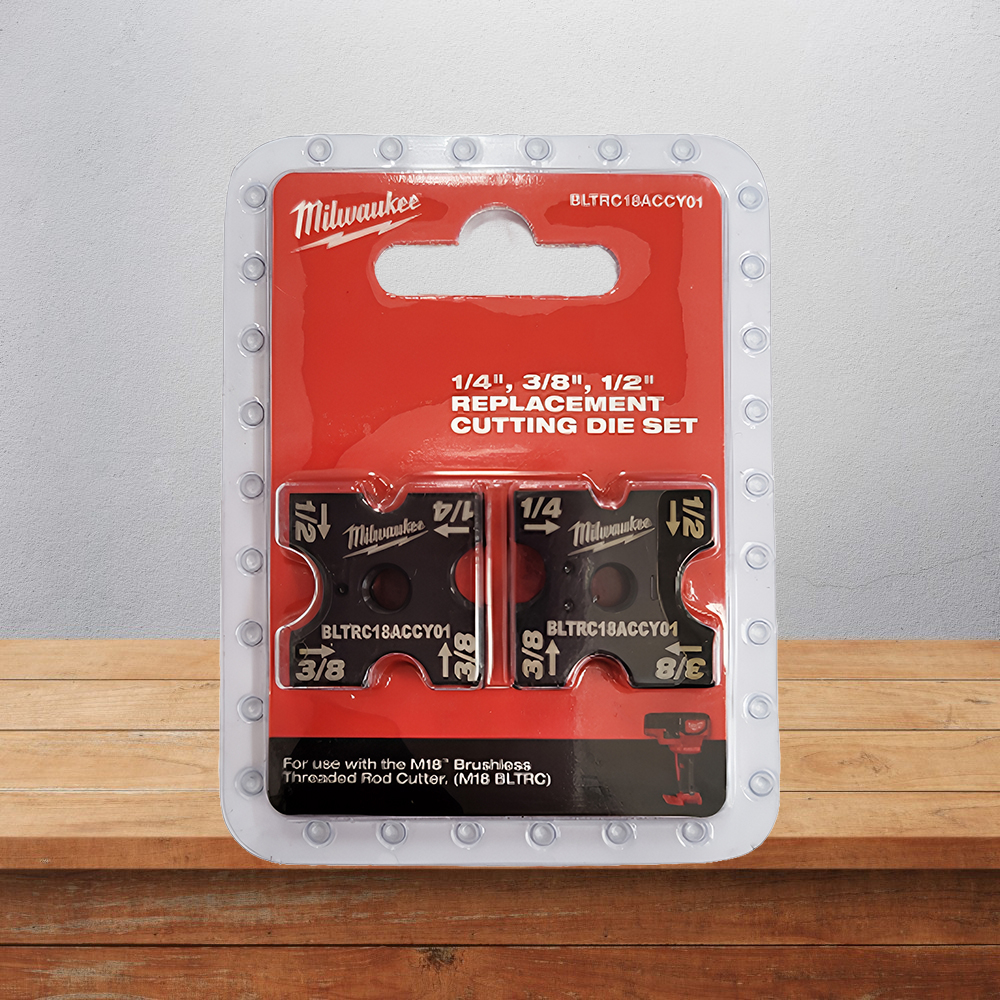 Milwaukee
BLTRC18ACCY01
1/4", 3/8", 1/2"
REPLACEMENT
CUTTING DIE SET
1/2 1/4
Milwaukee
BLTRC18ACCY01
3/8 3/8
1/4 1/2
Milwaukee
BLTRC18ACCY01
3/8 3/8
For use with the M18™ Brushless
Threaded Rod Cutter. (M18 BLTRC)